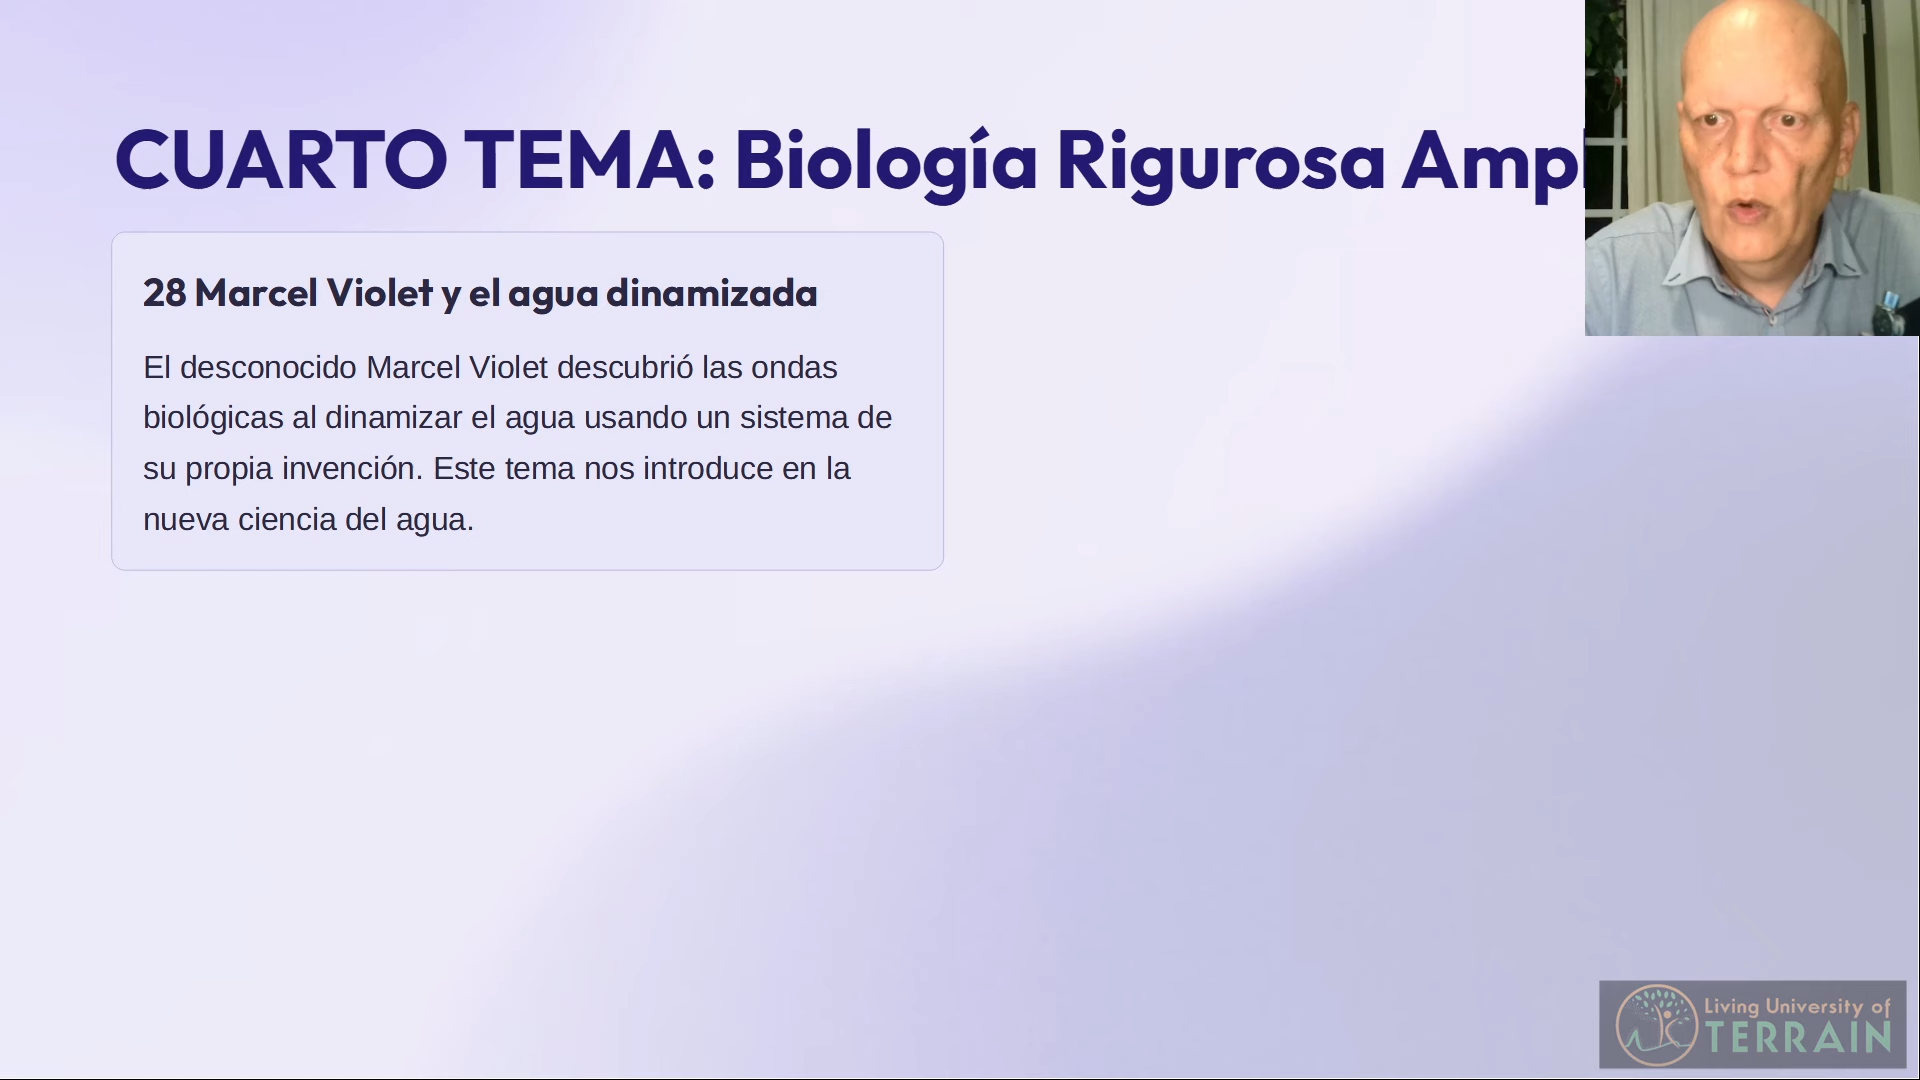 CUARTO TEMA: Biología Rigurosa
28 Marcel Violet y el agua dinamizada
El desconocido Marcel Violet descubrió las ondas
biológicas al dinamizar el agua usando un sistema de
su propia invención. Este tema nos introduce en la
nueva ciencia del agua.
Living University of
TERRAIN